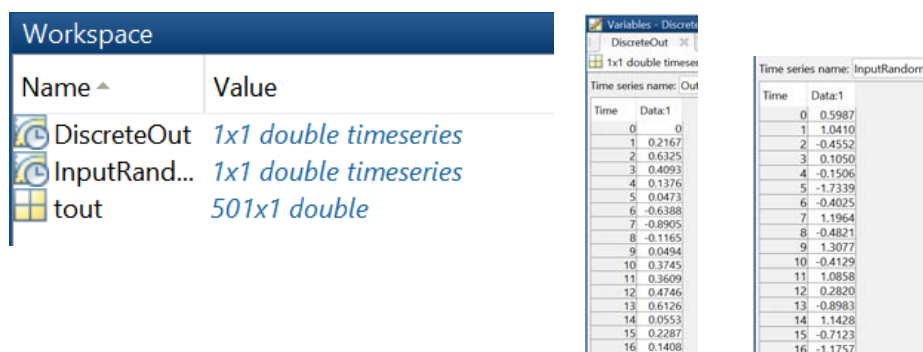 Workspace
Name Value
DiscreteOut 1x1 double timeseries
InputRand... 1x1 double timeseries
tout 501x1 double
Variables - Discrete
DiscreteOut
1x1 double timeser
Time series name: Out
Time Data:1
0 0
1 0.2167
2 0.6325
3 0.4093
4 0.1376
5 0.0473
6 -0.6388
7 -0.8905
8 -0.1165
9 0.0494
10 0.3745
11 0.3609
12 0.4746
13 0.6126
14 0.0553
15 0.2287
16 0.1408
Time series name: InputRandom
Time Data:1
0 0.5987
1 1.0410
2 -0.4552
3 0.1050
4 -0.1506
5 -1.7339
6 -0.4025
7 1.1964
8 -0.4821
9 1.3077
10 -0.4129
11 1.0858
12 0.2820
13 -0.8983
14 1.1428
15 -0.7123
16 -1.1757